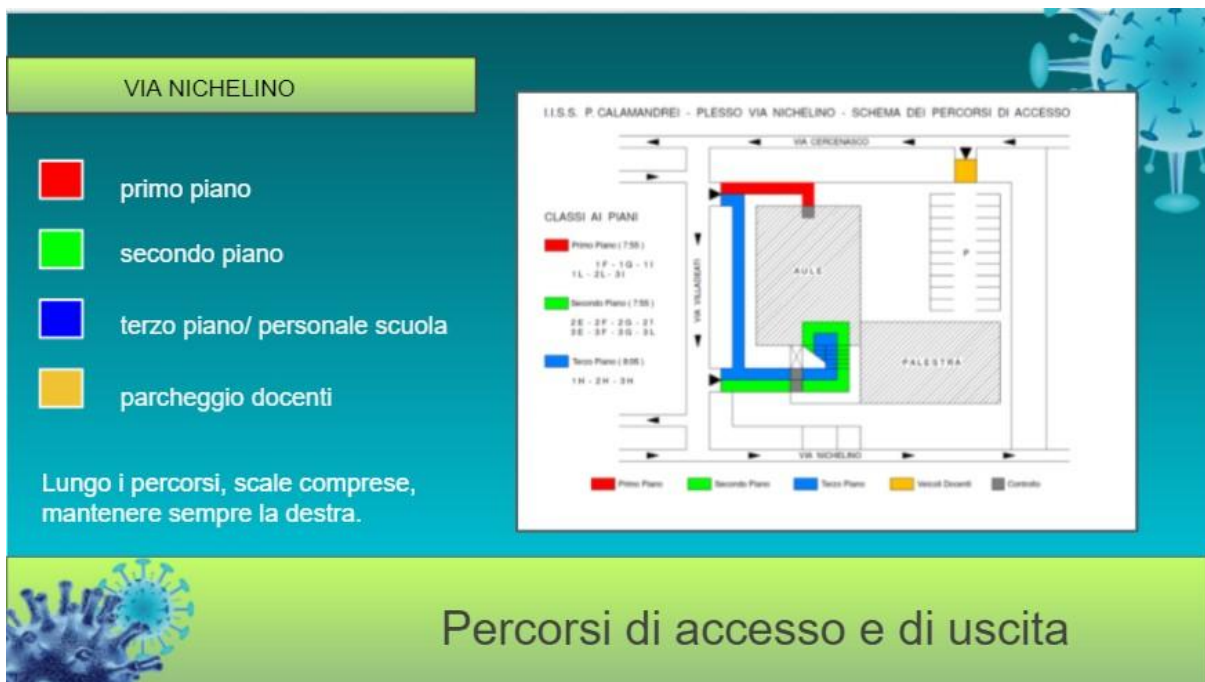 VIA NICHELINO
primo piano
secondo piano
terzo piano/ personale scuola
parcheggio docenti
Lungo i percorsi, scale comprese,
mantenere sempre la destra.
I.I.S.S. P. CALAMANDREI - PLESSO VIA NICHELINO - SCHEMA DEI PERCORSI DI ACCESSO
VIA CERCENASCO
CLASSI AI PIANI
Primo Piano ( 7:55 )
1F - 1G - 1I
1L - 2L - 3I
Secondo Piano ( 7:55 )
2E - 2F - 2G - 2I
3E - 3F - 3G - 3L
Terzo Piano ( 8:05 )
1H - 2H - 3H
VIA VILLADEATI
AULE
P
PALESTRA
VIA NICHELINO
Primo Piano
Secondo Piano
Terzo Piano
Veicoli Docenti
Controllo
Percorsi di accesso e di uscita